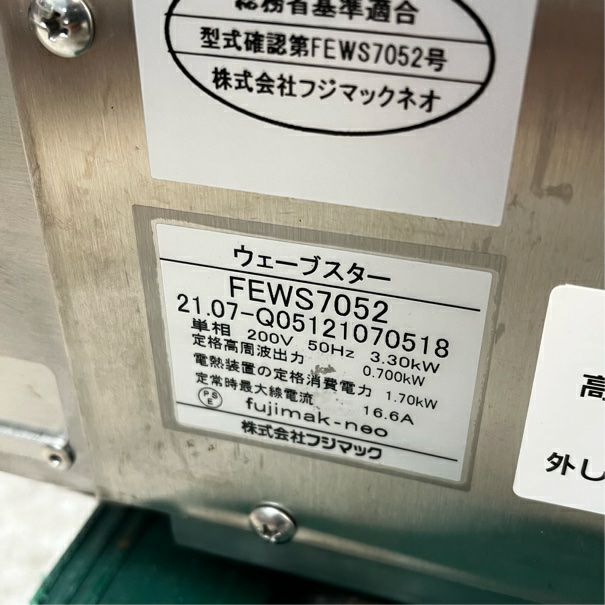 務省基準適合
型式確認第FEWS7052号
株式会社フジマックネオ
ウェーブスター
FEWS7052
21.07-Q05121070518
単相 200V 50Hz 3.30kW
定格高周波出力 0.700kW
電熱装置の定格消費電力 1.70kW
定常時最大線電流 16.6A
PSE fujimak-neo
株式会社フジマック
高
外し